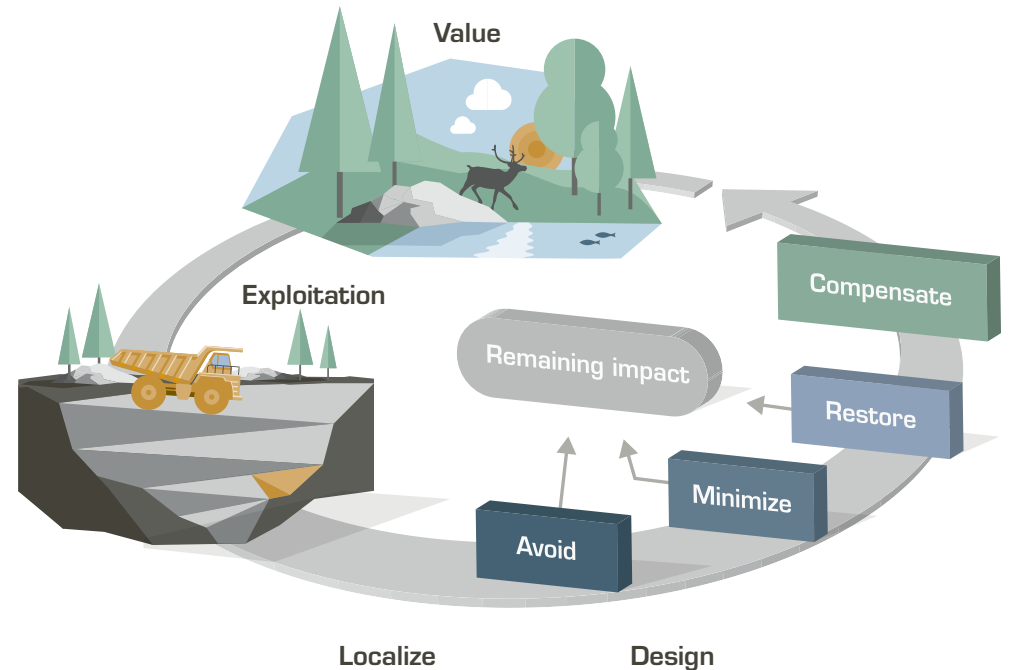 Value
Exploitation
Compensate
Remaining impact
Restore
Minimize
Avoid
Localize
Design